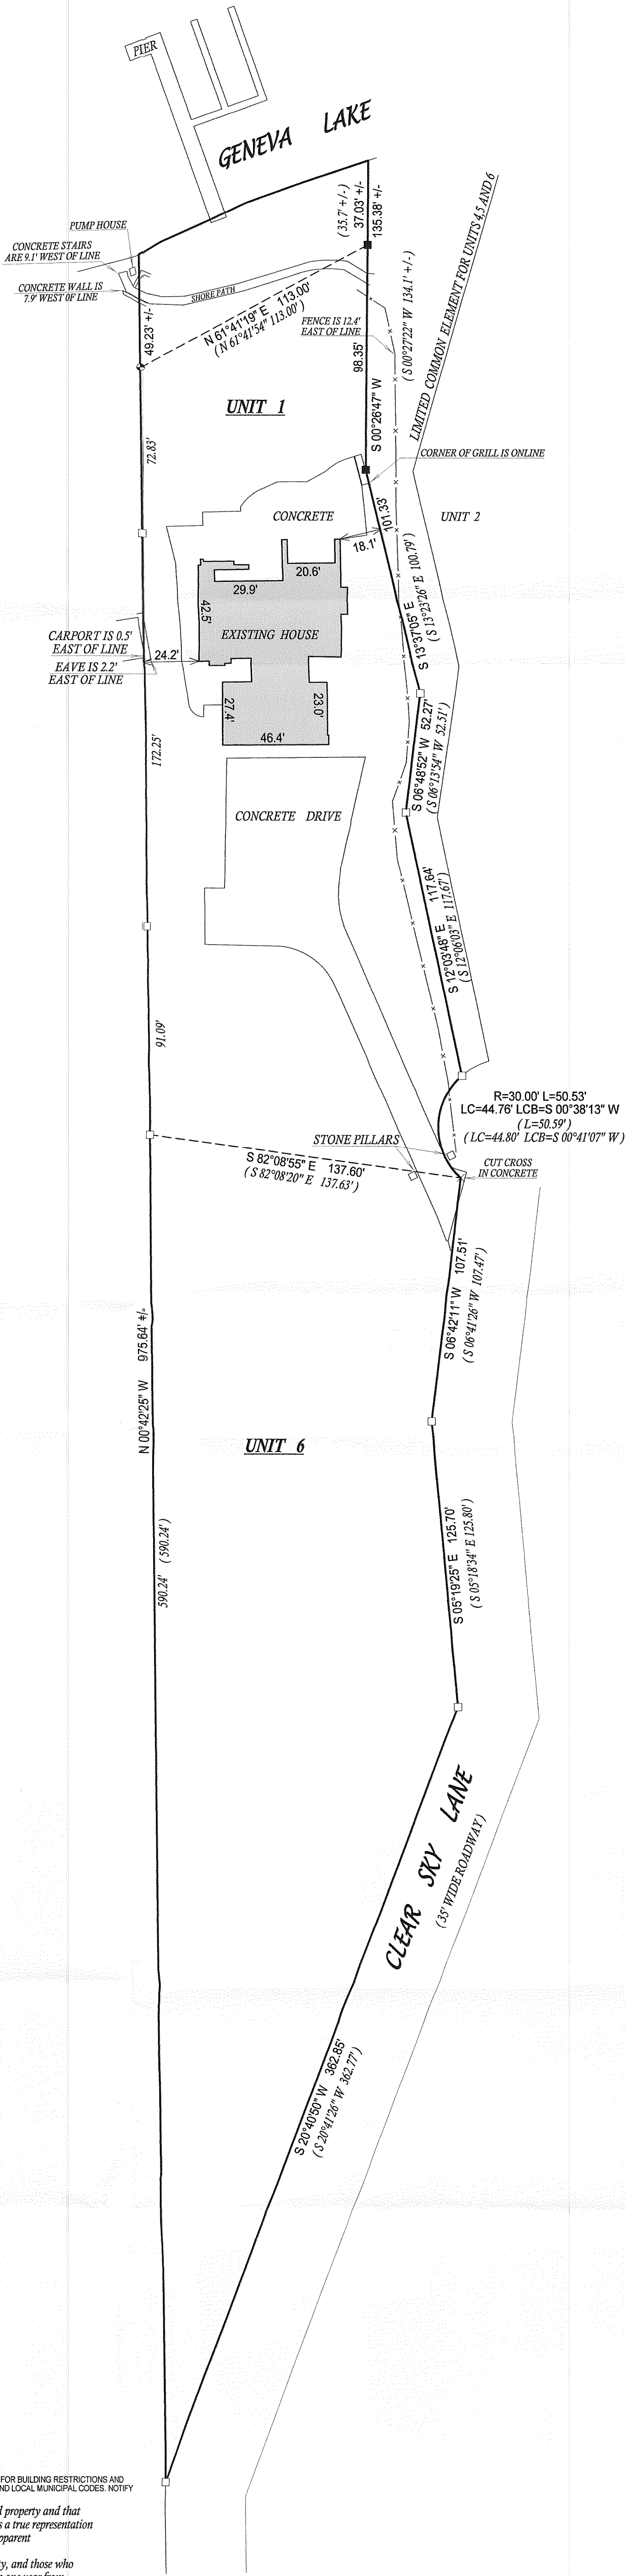 PIER
GENEVA LAKE
(35.7' +/-)
37.03' +/-
135.38' +/-
PUMP HOUSE
CONCRETE STAIRS
ARE 9.1' WEST OF LINE
CONCRETE WALL IS
7.9' WEST OF LINE
SHORE PATH
N 61°41'19" E 113.00'
(N 61°41'54" 113.00')
49.23' +/-
FENCE IS 12.4'
EAST OF LINE
(S 00°27'22" W 134.1' +/-)
LIMITED COMMON ELEMENT FOR UNITS 4,5 AND 6
98.35'
S 00°26'47" W
UNIT 1
72.83'
CORNER OF GRILL IS ONLINE
CONCRETE
UNIT 2
101.33'
18.1'
20.6'
29.9'
42.5'
EXISTING HOUSE
S 13°37'05" E
(S 13°23'26" E 100.79')
CARPORT IS 0.5'
EAST OF LINE
24.2'
EAVE IS 2.2'
EAST OF LINE
27.4'
23.0'
46.4'
172.25'
S 06°48'52" W 52.27'
(S 06°13'54" W 52.51')
CONCRETE DRIVE
S 12°03'48" E 117.64'
(S 12°06'03" E 117.67')
91.09'
R=30.00' L=50.53'
LC=44.76' LCB=S 00°38'13" W
(L=50.59')
(LC=44.80' LCB=S 00°41'07" W)
STONE PILLARS
S 82°08'55" E 137.60'
(S 82°08'20" E 137.63')
CUT CROSS
IN CONCRETE
S 06°42'11" W 107.51'
(S 06°41'26" W 107.47')
N 00°42'25" W 975.64' +/-
UNIT 6
590.24' (590.24')
S 05°19'25" E 125.70'
(S 05°18'34" E 125.80')
CLEAR SKY LANE
(35' WIDE ROADWAY)
S 20°40'50" W 362.85'
(S 20°41'26" W 362.77')
FOR BUILDING RESTRICTIONS AND
ND LOCAL MUNICIPAL CODES. NOTIFY
d property and that
s a true representation
pparent
ty, and those who